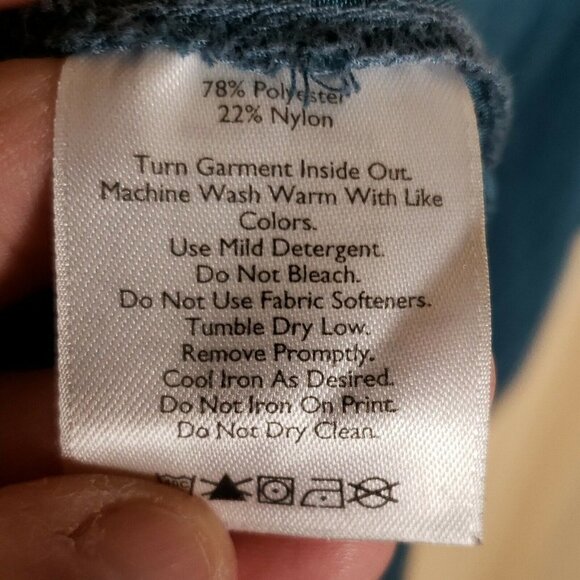 78% Polyester
22% Nylon
Turn Garment Inside Out.
Machine Wash Warm With Like
Colors.
Use Mild Detergent.
Do Not Bleach.
Do Not Use Fabric Softeners.
Tumble Dry Low.
Remove Promptly.
Cool Iron As Desired.
Do Not Iron On Print.
Do Not Dry Clean.